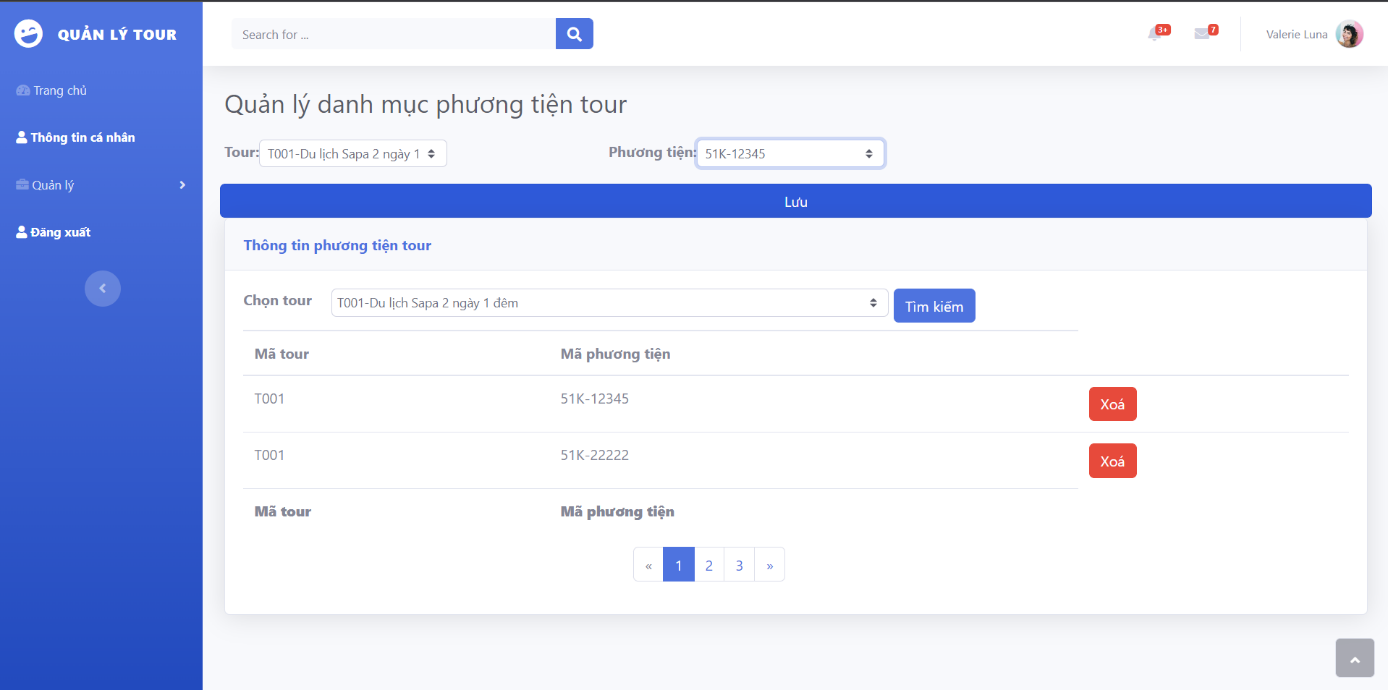 QUẢN LÝ TOUR
Search for ...
3+
7
Valerie Luna
Trang chủ
Thông tin cá nhân
Quản lý
Đăng xuất
Quản lý danh mục phương tiện tour
Tour: T001-Du lịch Sapa 2 ngày 1
Phương tiện: 51K-12345
Lưu
Thông tin phương tiện tour
Chọn tour T001-Du lịch Sapa 2 ngày 1 đêm Tìm kiếm
Mã tour Mã phương tiện
T001 51K-12345 Xoá
T001 51K-22222 Xoá
Mã tour Mã phương tiện
« 1 2 3 »